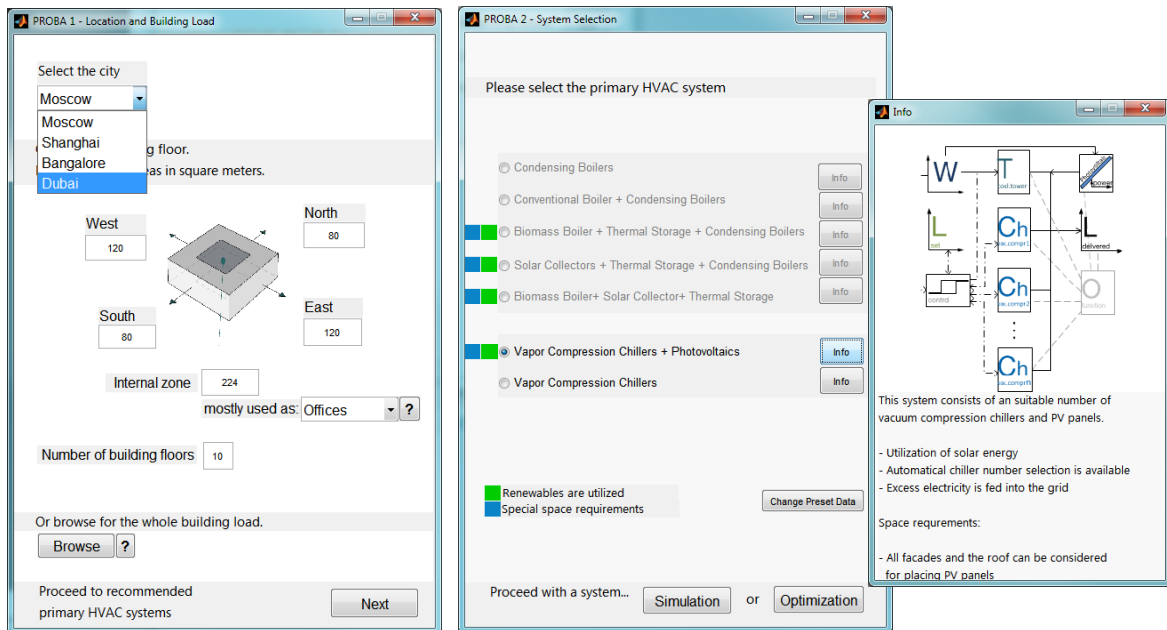 PROBA 1 - Location and Building Load
Select the city
Moscow
Moscow
Shanghai
Bangalore
Dubai
g floor.
eas in square meters.
West
120
North
80
South
80
East
120
Internal zone
224
mostly used as:
Offices
?
Number of building floors
10
Or browse for the whole building load.
Browse
?
Proceed to recommended
primary HVAC systems
Next
PROBA 2 - System Selection
Please select the primary HVAC system
Condensing Boilers
Info
Conventional Boiler + Condensing Boilers
Info
Biomass Boiler + Thermal Storage + Condensing Boilers
Info
Solar Collectors + Thermal Storage + Condensing Boilers
Info
Biomass Boiler+ Solar Collector+ Thermal Storage
Info
Vapor Compression Chillers + Photovoltaics
Info
Vapor Compression Chillers
Info
Renewables are utilized
Special space requirements
Change Preset Data
Proceed with a system...
Simulation
or
Optimization
Info
W
T
cod.tower
power
L
set
Ch
L
delivered
control
Ch
O
function
Ch
This system consists of an suitable number of
vacuum compression chillers and PV panels.
- Utilization of solar energy
- Automatical chiller number selection is available
- Excess electricity is fed into the grid
Space requrements:
- All facades and the roof can be considered
for placing PV panels